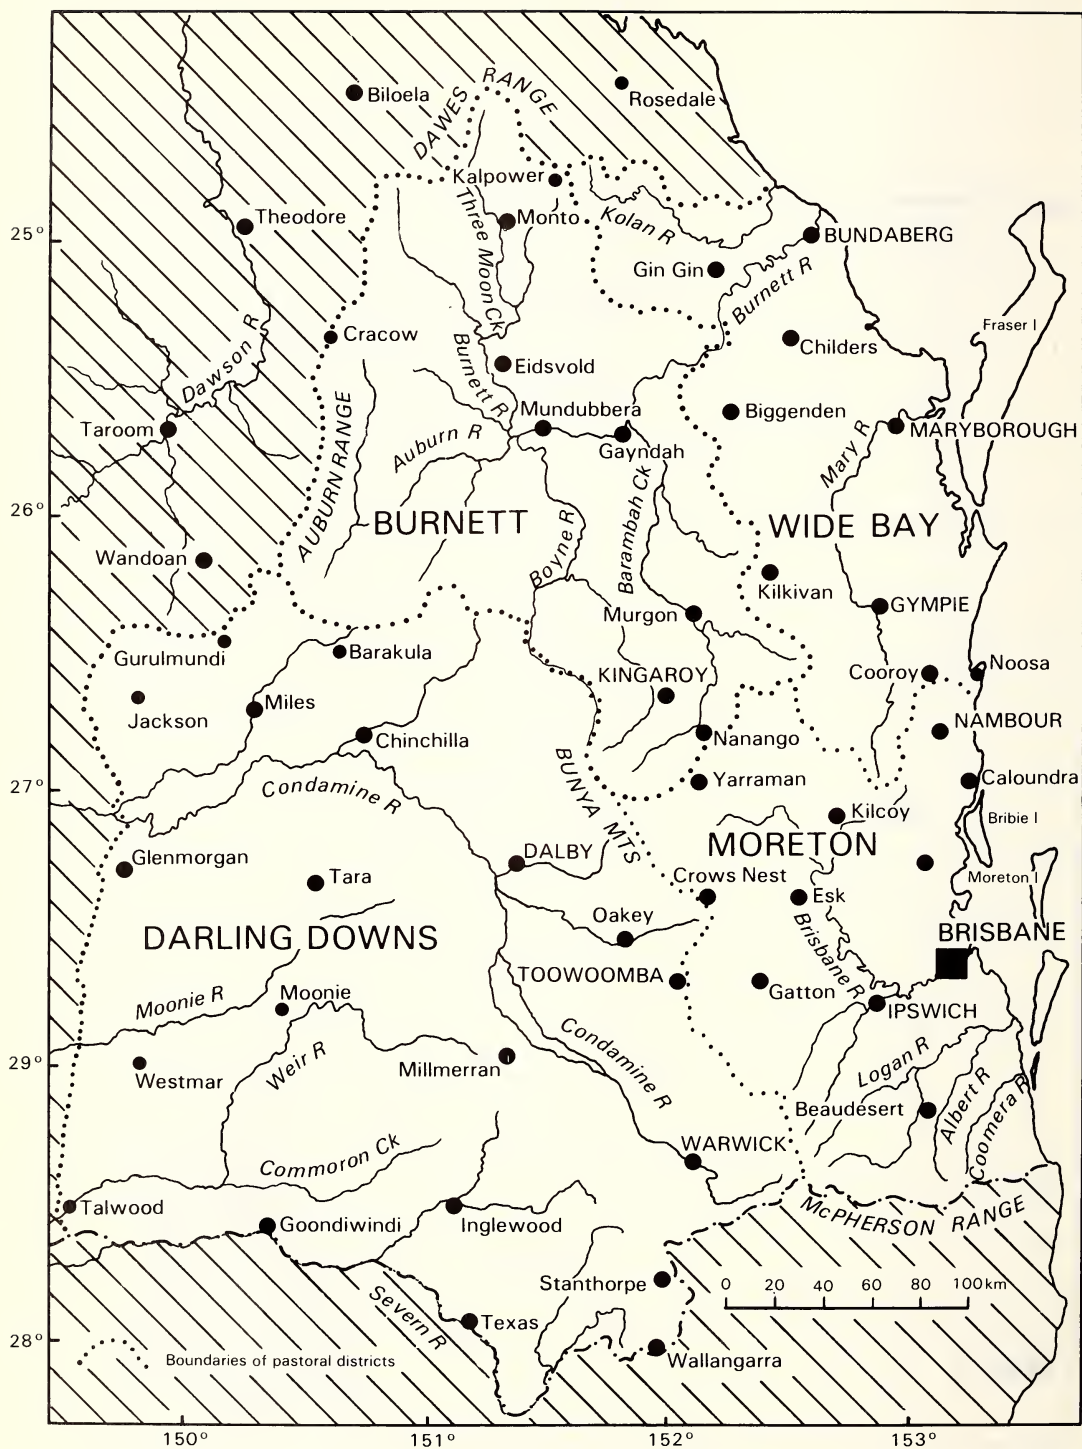 RANGE
DAWES
Biloela
Rosedale
Kalpower
Theodore
Three Moon Ck
Monto
Kolan R
25°
BUNDABERG
Gin Gin
Burnett R
Fraser I
Cracow
Childers
Dawson R
Burnett R
Eidsvold
Mundubbera
Biggenden
Taroom
AUBURN RANGE
Auburn R
Gayndah
Mary R
MARYBOROUGH
Barambah Ck
26°
BURNETT
WIDE BAY
Boyne R
Wandoan
Kilkivan
Murgon
GYMPIE
Gurulmundi
Barakula
KINGAROY
Cooroy
Noosa
Jackson
Miles
NAMBOUR
Chinchilla
Nanango
27°
Condamine R
BUNYA MTS
Yarraman
Caloundra
Kilcoy
Bribie I
MORETON
Glenmorgan
DALBY
Tara
Crows Nest
Esk
Moreton I
Oakey
DARLING DOWNS
Brisbane R
BRISBANE
TOOWOOMBA
Gatton
Moonie R
Moonie
IPSWICH
Condamine R
Logan R
29°
Westmar
Weir R
Millmerran
Beaudesert
Albert R
Coomera R
Commoron Ck
WARWICK
Talwood
Goondiwindi
Inglewood
McPHERSON RANGE
Stanthorpe
0 20 40 60 80 100km
Severn R
Texas
28°
Boundaries of pastoral districts
Wallangarra
150° 151° 152° 153°